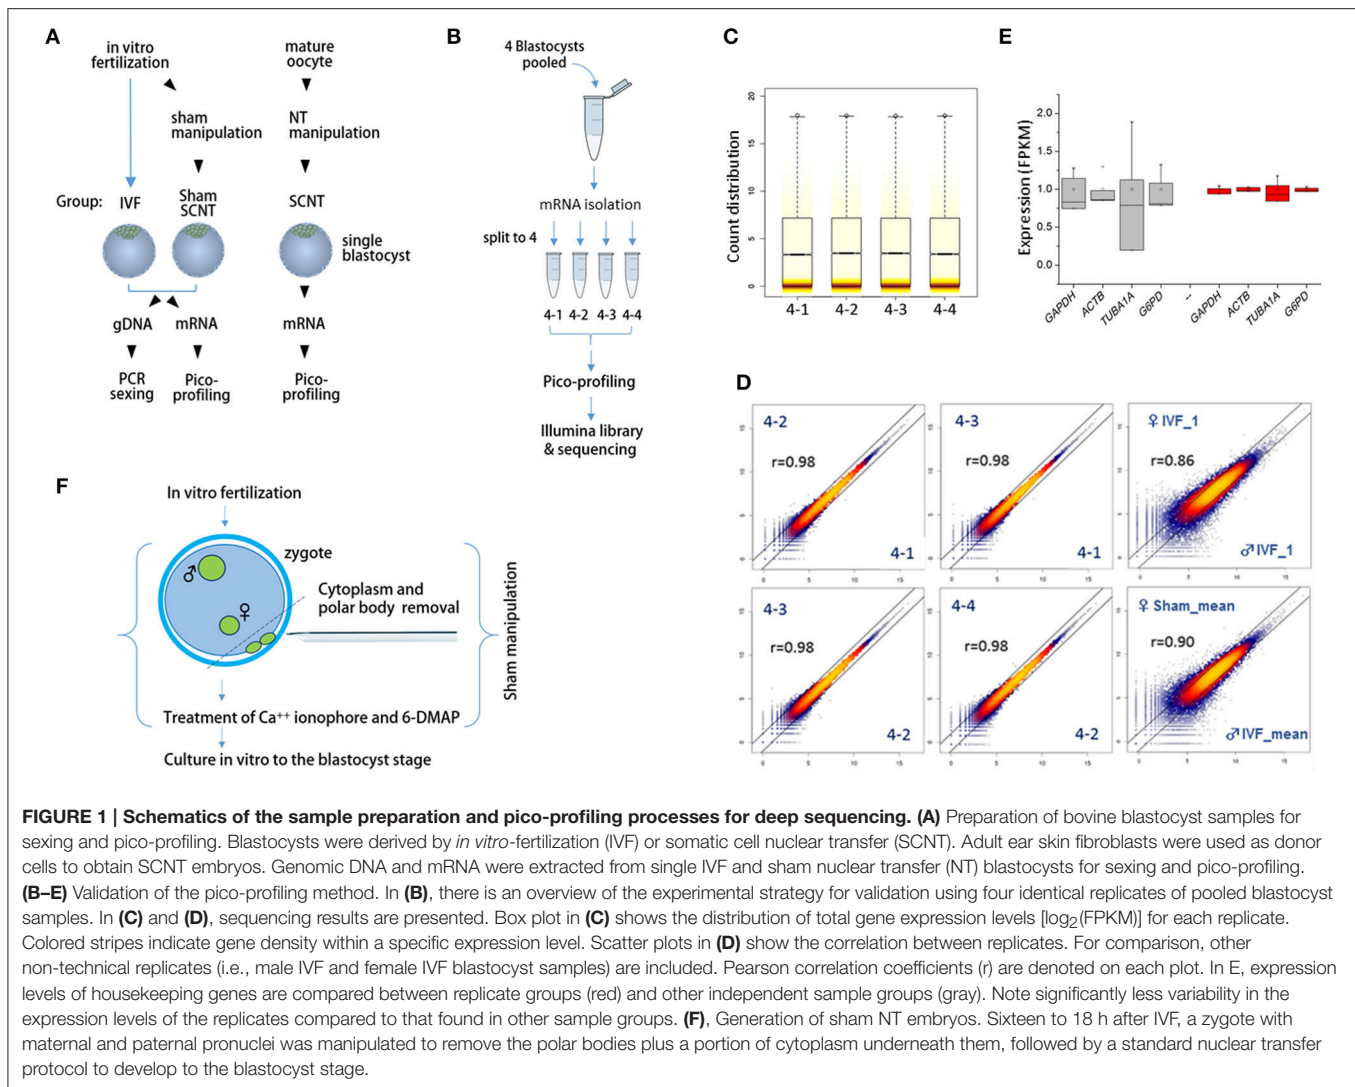 A
in vitro
fertilization
mature
oocyte
sham
manipulation
NT
manipulation
Group:
IVF
Sham
SCNT
SCNT
single
blastocyst
gDNA
mRNA
mRNA
PCR
sexing
Pico-
profiling
Pico-
profiling
B
4 Blastocysts
pooled
mRNA isolation
split to 4
4-1 4-2 4-3 4-4
Pico-profiling
Illumina library
& sequencing
C
Count distribution
20
15
10
5
0
4-1 4-2 4-3 4-4
E
Expression (FPKM)
2.0
1.5
1.0
0.5
0.0
GAPDH
ACTB
TUBA1A
G6PD
--
GAPDH
ACTB
TUBA1A
G6PD
D
4-2
r=0.98
4-1
4-3
r=0.98
4-1
♀ IVF_1
r=0.86
♂ IVF_1
4-3
r=0.98
4-2
4-4
r=0.98
4-2
♀ Sham_mean
r=0.90
♂ IVF_mean
F
In vitro fertilization
zygote
♂
♀
Cytoplasm and
polar body removal
Sham manipulation
Treatment of Ca⁺⁺ ionophore and 6-DMAP
Culture in vitro to the blastocyst stage
FIGURE 1 | Schematics of the sample preparation and pico-profiling processes for deep sequencing. (A) Preparation of bovine blastocyst samples for
sexing and pico-profiling. Blastocysts were derived by in vitro-fertilization (IVF) or somatic cell nuclear transfer (SCNT). Adult ear skin fibroblasts were used as donor
cells to obtain SCNT embryos. Genomic DNA and mRNA were extracted from single IVF and sham nuclear transfer (NT) blastocysts for sexing and pico-profiling.
(B–E) Validation of the pico-profiling method. In (B), there is an overview of the experimental strategy for validation using four identical replicates of pooled blastocyst
samples. In (C) and (D), sequencing results are presented. Box plot in (C) shows the distribution of total gene expression levels [log₂(FPKM)] for each replicate.
Colored stripes indicate gene density within a specific expression level. Scatter plots in (D) show the correlation between replicates. For comparison, other
non-technical replicates (i.e., male IVF and female IVF blastocyst samples) are included. Pearson correlation coefficients (r) are denoted on each plot. In E, expression
levels of housekeeping genes are compared between replicate groups (red) and other independent sample groups (gray). Note significantly less variability in the
expression levels of the replicates compared to that found in other sample groups. (F), Generation of sham NT embryos. Sixteen to 18 h after IVF, a zygote with
maternal and paternal pronuclei was manipulated to remove the polar bodies plus a portion of cytoplasm underneath them, followed by a standard nuclear transfer
protocol to develop to the blastocyst stage.